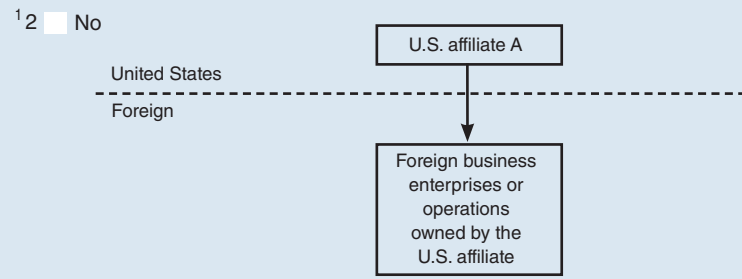 1 2 No
U.S. affiliate A
United States
Foreign
Foreign business
enterprises or
operations
owned by the
U.S. affiliate